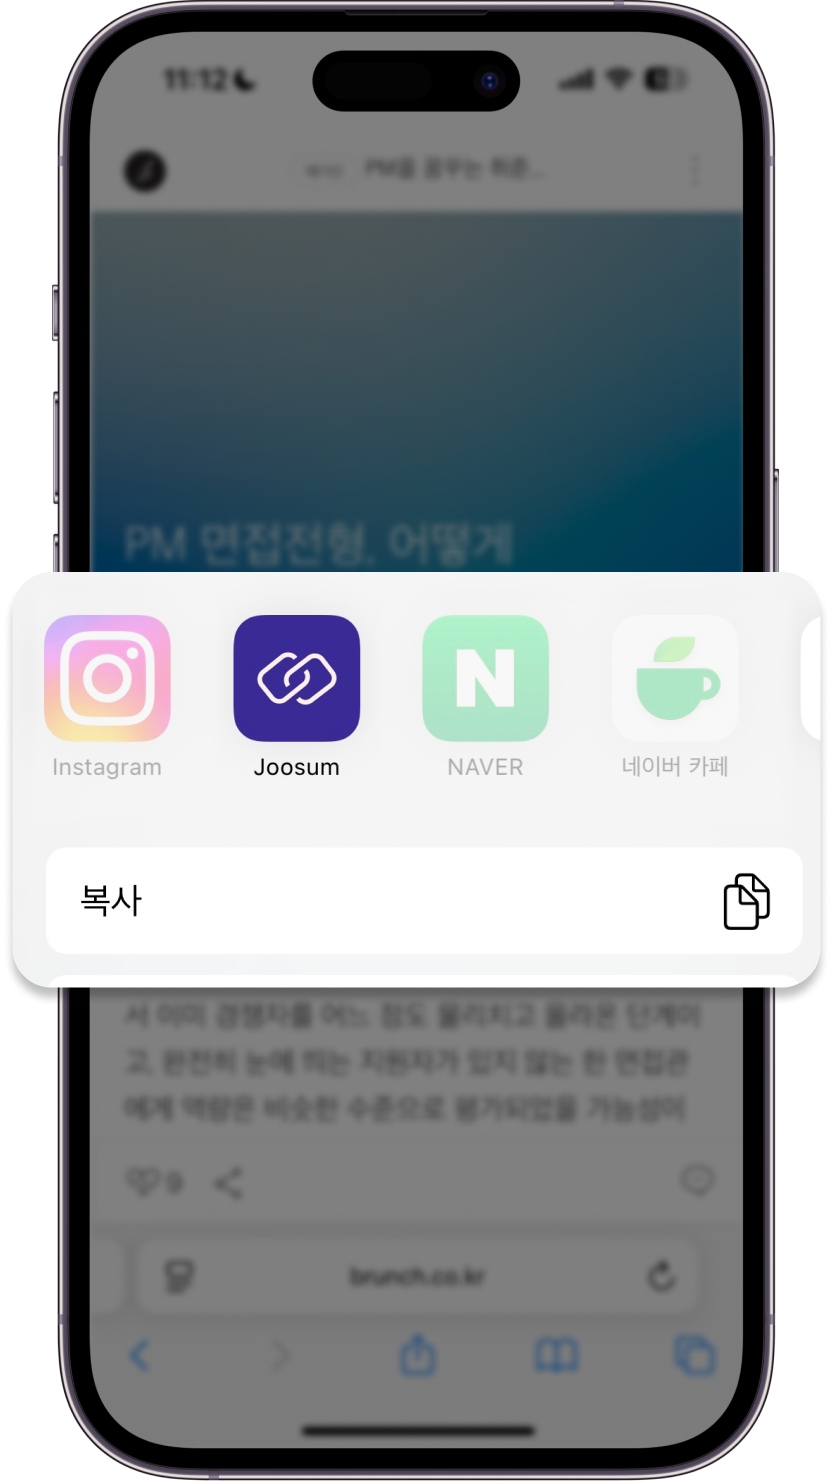 11:12
PM을 꿈꾸는 취준...
PM 면접전형, 어떻게
Instagram
Joosum
N
NAVER
네이버 카페
복사
서 이미 경쟁자를 어느 정도 물리치고 올라온 단계이
고, 완전히 눈에 띄는 지원자가 있지 않는 한 면접관
에게 역량은 비슷한 수준으로 평가되었을 가능성이
9
brunch.co.kr